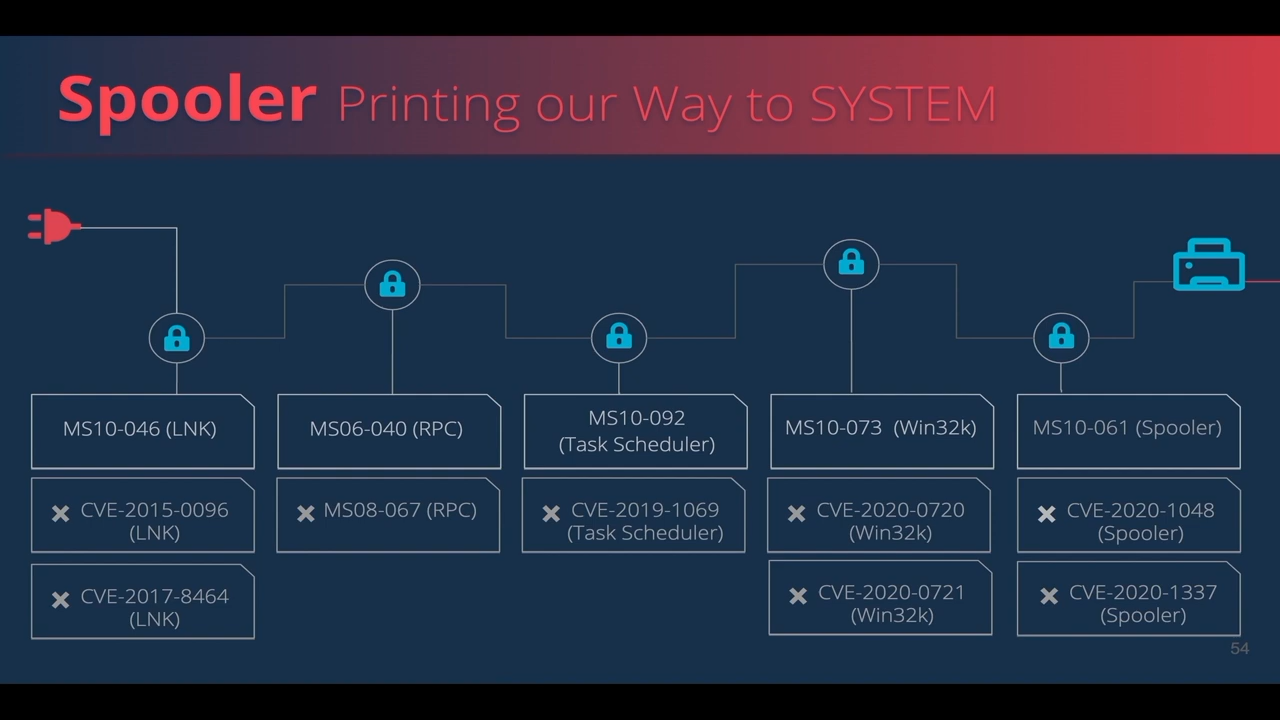 Spooler Printing our Way to SYSTEM
MS10-046 (LNK)
CVE-2015-0096
(LNK)
CVE-2017-8464
(LNK)
MS06-040 (RPC)
MS08-067 (RPC)
MS10-092
(Task Scheduler)
CVE-2019-1069
(Task Scheduler)
MS10-073 (Win32k)
CVE-2020-0720
(Win32k)
CVE-2020-0721
(Win32k)
MS10-061 (Spooler)
CVE-2020-1048
(Spooler)
CVE-2020-1337
(Spooler)
54